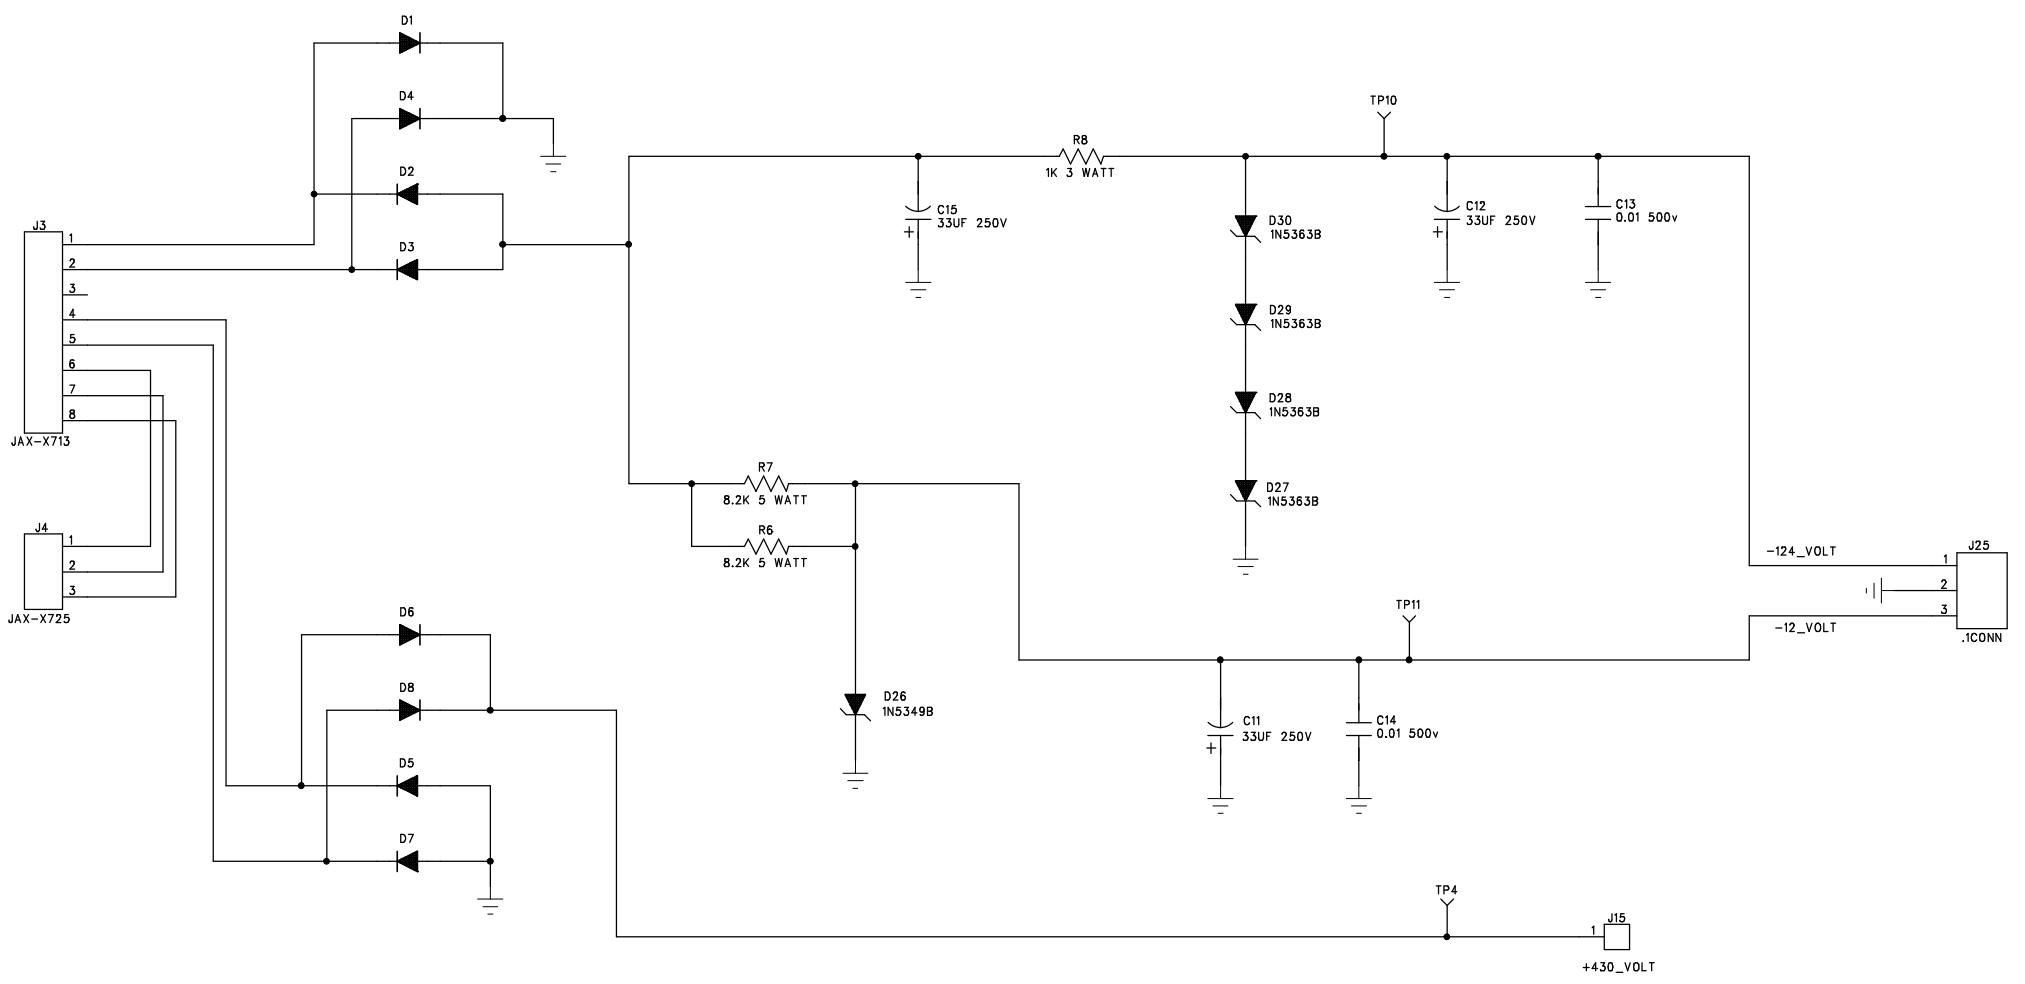 D1
D4
D2
D3
J3
1
2
3
4
5
6
7
8
JAX-X713
J4
1
2
3
JAX-X725
TP10
R8
1K 3 WATT
C15
33UF 250V
+
D30
1N5363B
D29
1N5363B
D28
1N5363B
D27
1N5363B
C12
33UF 250V
+
C13
0.01 500v
R7
8.2K 5 WATT
R6
8.2K 5 WATT
D26
1N5349B
-124_VOLT
J25
1
2
3
-12_VOLT
.1CONN
TP11
C11
33UF 250V
+
C14
0.01 500v
D6
D8
D5
D7
TP4
J15
1
+430_VOLT